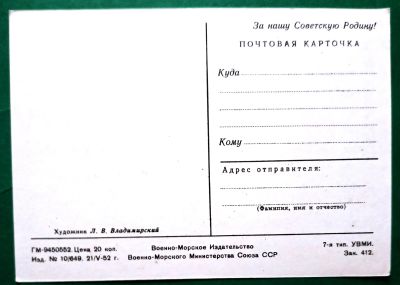 За нашу Советскую Родину!
ПОЧТОВАЯ КАРТОЧКА
Куда
Кому
Адрес отправителя:
(Фамилия, имя и отчество)
Художник Л. В. Владимирский
ГМ-9450552. Цена 20 коп. Военно-Морское Издательство 7-я тип. УВМИ.
Изд. № 10/649. 21/V-52 г. Военно-Морского Министерства Союза ССР Зак. 412.